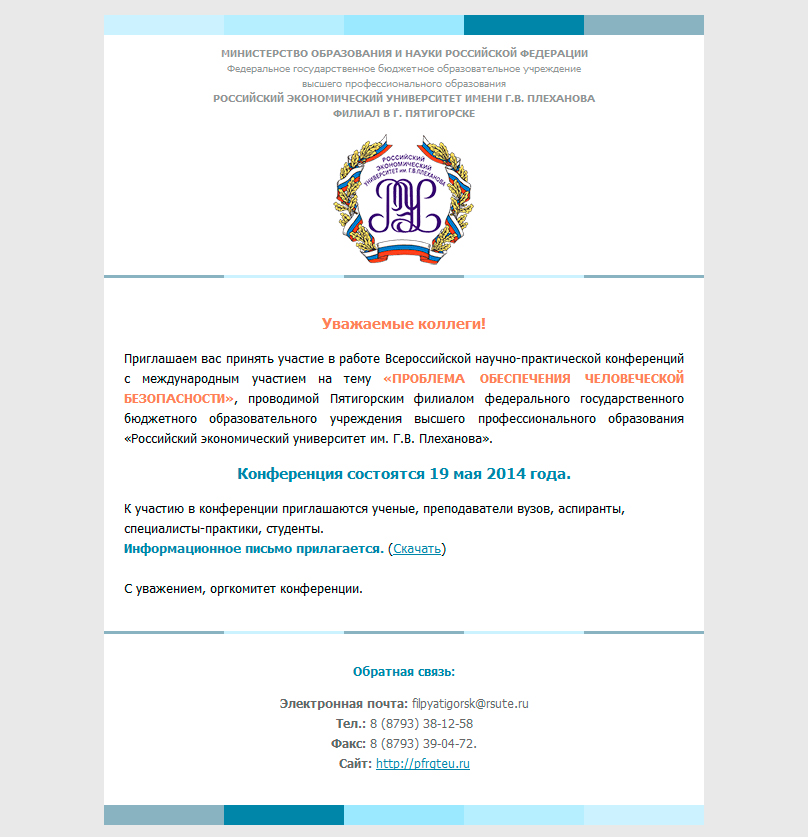 МИНИСТЕРСТВО ОБРАЗОВАНИЯ И НАУКИ РОССИЙСКОЙ ФЕДЕРАЦИИ
Федеральное государственное бюджетное образовательное учреждение
высшего профессионального образования
РОССИЙСКИЙ ЭКОНОМИЧЕСКИЙ УНИВЕРСИТЕТ ИМЕНИ Г.В. ПЛЕХАНОВА
ФИЛИАЛ В Г. ПЯТИГОРСКЕ
РОССИЙСКИЙ
ЭКОНОМИЧЕСКИЙ
УНИВЕРСИТЕТ ИМ. Г.В.ПЛЕХАНОВА
РЭУ
Уважаемые коллеги!
Приглашаем вас принять участие в работе Всероссийской научно-практической конференций
с международным участием на тему «ПРОБЛЕМА ОБЕСПЕЧЕНИЯ ЧЕЛОВЕЧЕСКОЙ
БЕЗОПАСНОСТИ», проводимой Пятигорским филиалом федерального государственного
бюджетного образовательного учреждения высшего профессионального образования
«Российский экономический университет им. Г.В. Плеханова».
Конференция состоятся 19 мая 2014 года.
К участию в конференции приглашаются ученые, преподаватели вузов, аспиранты,
специалисты-практики, студенты.
Информационное письмо прилагается. (Скачать)
С уважением, оргкомитет конференции.
Обратная связь:
Электронная почта: filpyatigorsk@rsute.ru
Тел.: 8 (8793) 38-12-58
Факс: 8 (8793) 39-04-72.
Сайт: http://pfrgteu.ru